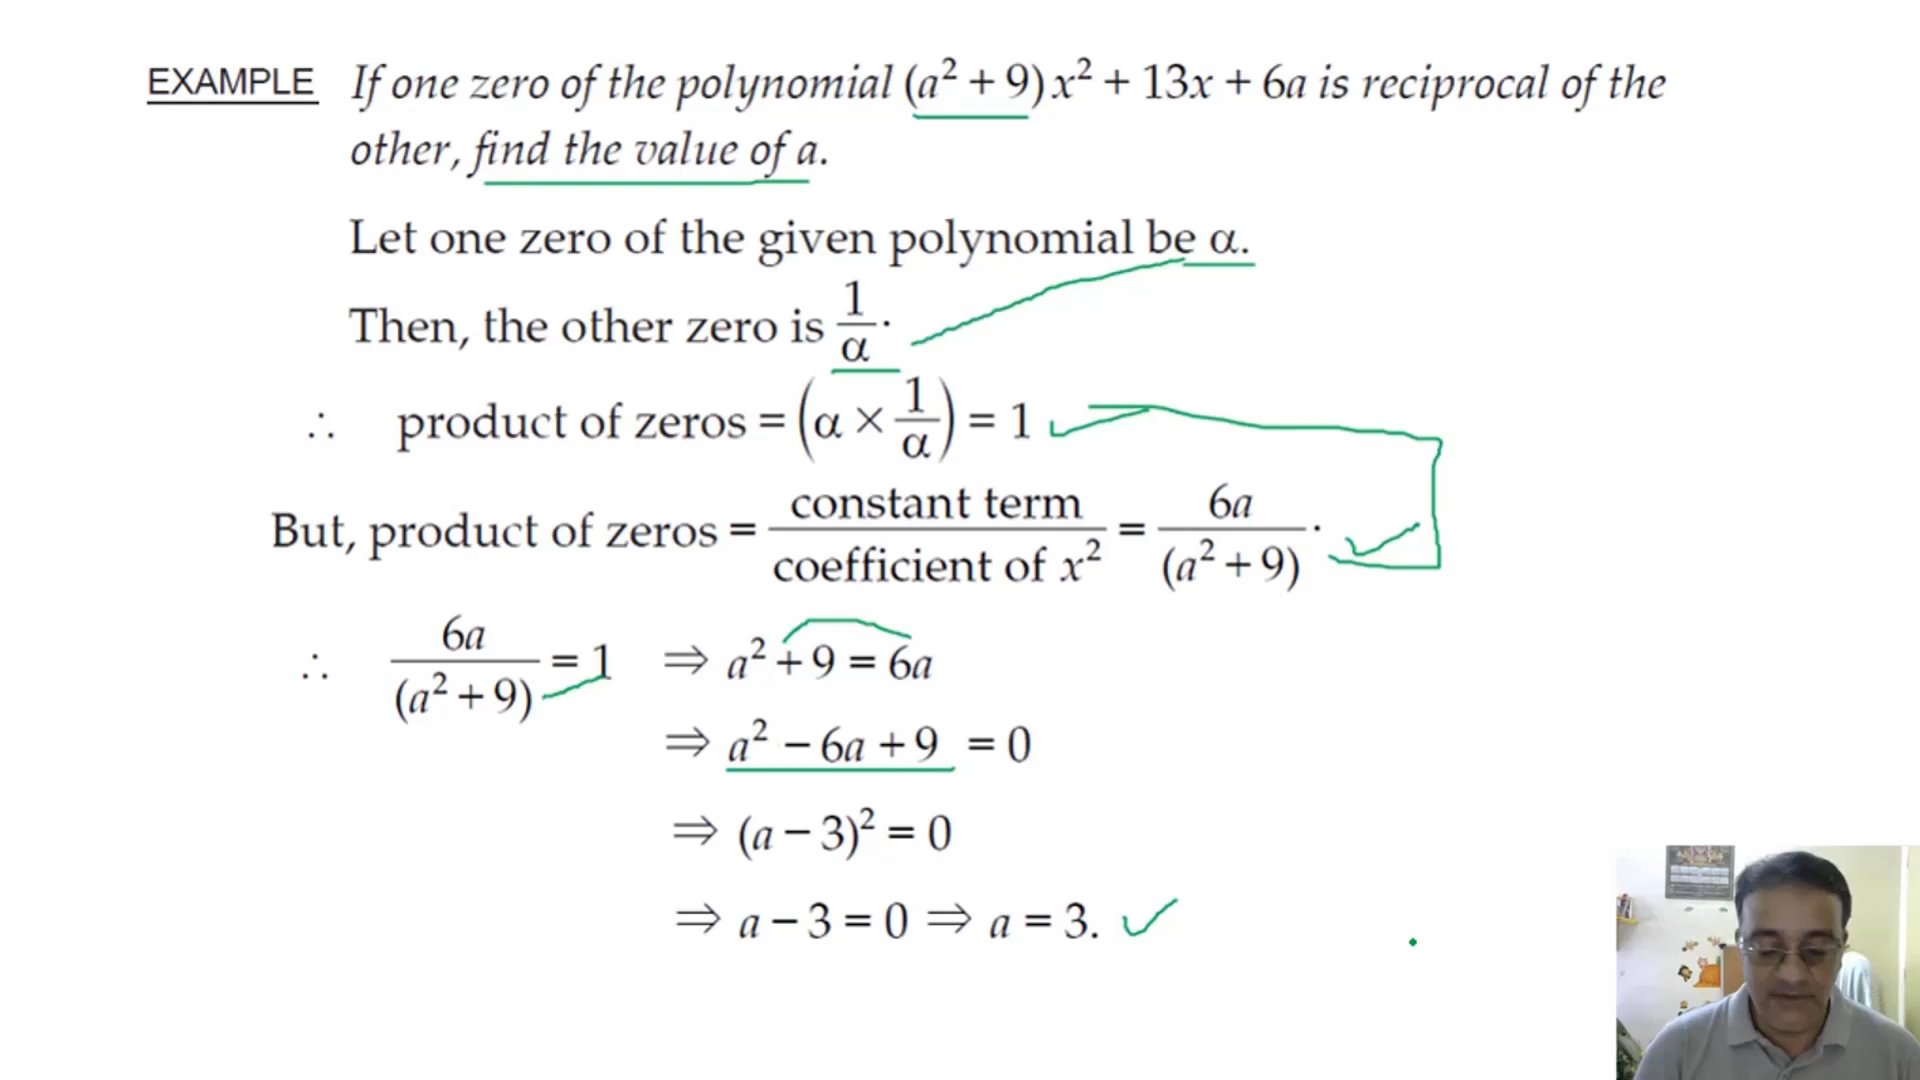 EXAMPLE If one zero of the polynomial (a² + 9)x² + 13x + 6a is reciprocal of the
other, find the value of a.
Let one zero of the given polynomial be α.
Then, the other zero is 1/α.
∴ product of zeros = (α × 1/α) = 1
But, product of zeros = constant term / coefficient of x² = 6a / (a² + 9).
∴ 6a / (a² + 9) = 1 ⇒ a² + 9 = 6a
⇒ a² − 6a + 9 = 0
⇒ (a − 3)² = 0
⇒ a − 3 = 0 ⇒ a = 3.